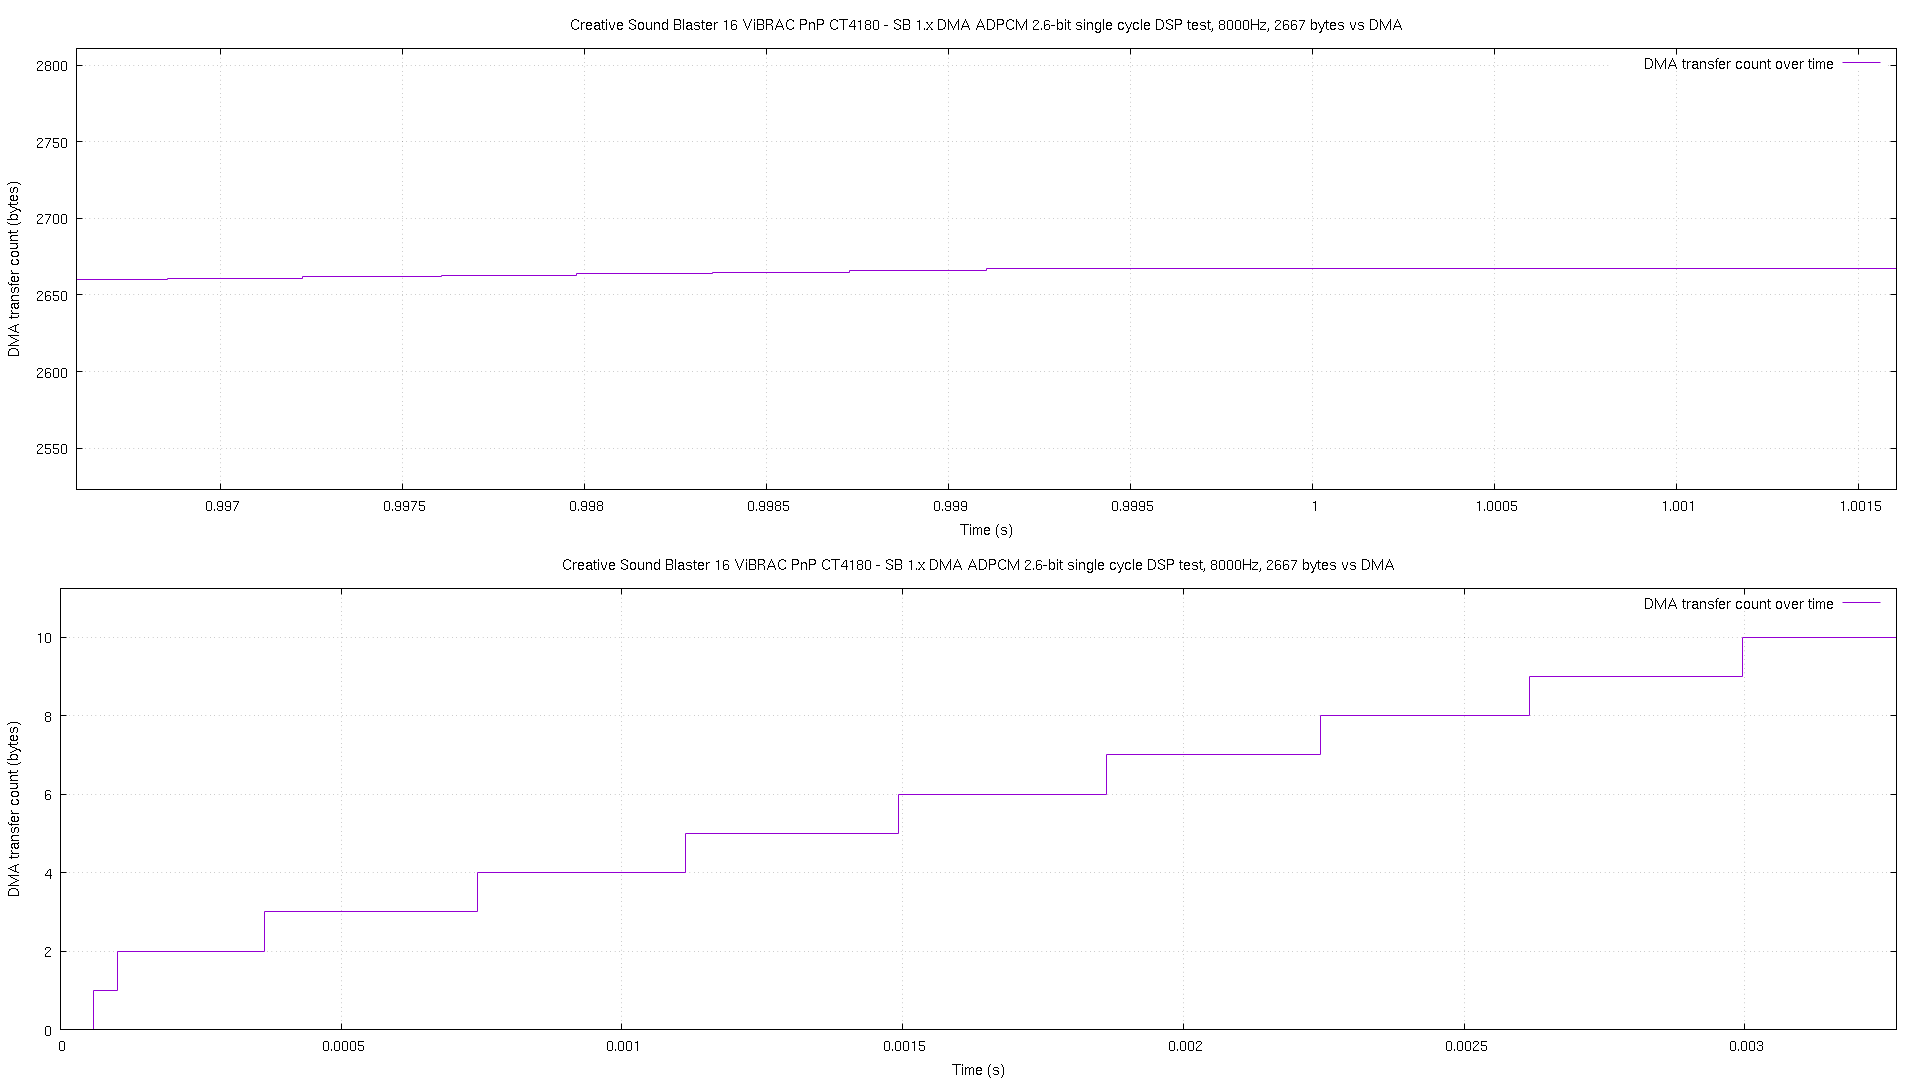 Creative Sound Blaster 16 ViBRAC PnP CT4180 - SB 1.x DMA ADPCM 2.6-bit single cycle DSP test, 8000Hz, 2667 bytes vs DMA
DMA transfer count over time
2800
2750
2700
2650
2600
2550
DMA transfer count (bytes)
0.997 0.9975 0.998 0.9985 0.999 0.9995 1 1.0005 1.001 1.0015
Time (s)
Creative Sound Blaster 16 ViBRAC PnP CT4180 - SB 1.x DMA ADPCM 2.6-bit single cycle DSP test, 8000Hz, 2667 bytes vs DMA
DMA transfer count over time
10
8
6
4
2
0
DMA transfer count (bytes)
0 0.0005 0.001 0.0015 0.002 0.0025 0.003
Time (s)